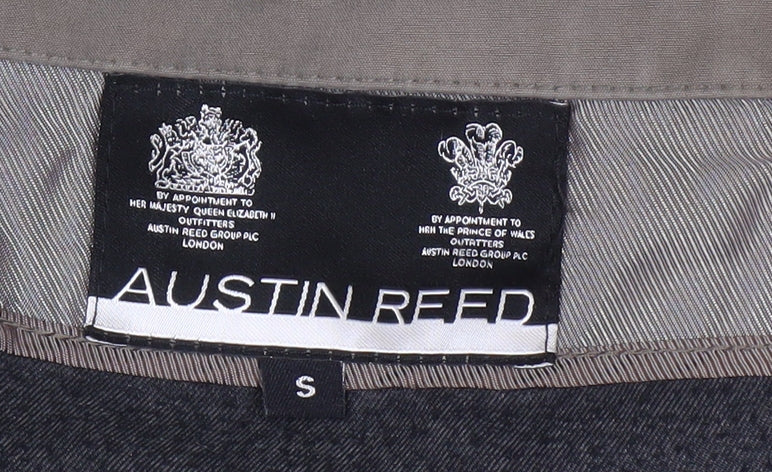 BY APPOINTMENT TO
HER MAJESTY QUEEN ELIZABETH II
OUTFITTERS
AUSTIN REED GROUP PLC
LONDON
BY APPOINTMENT TO
HRH THE PRINCE OF WALES
OUTFITTERS
AUSTIN REED GROUP PLC
LONDON
AUSTIN REED
S